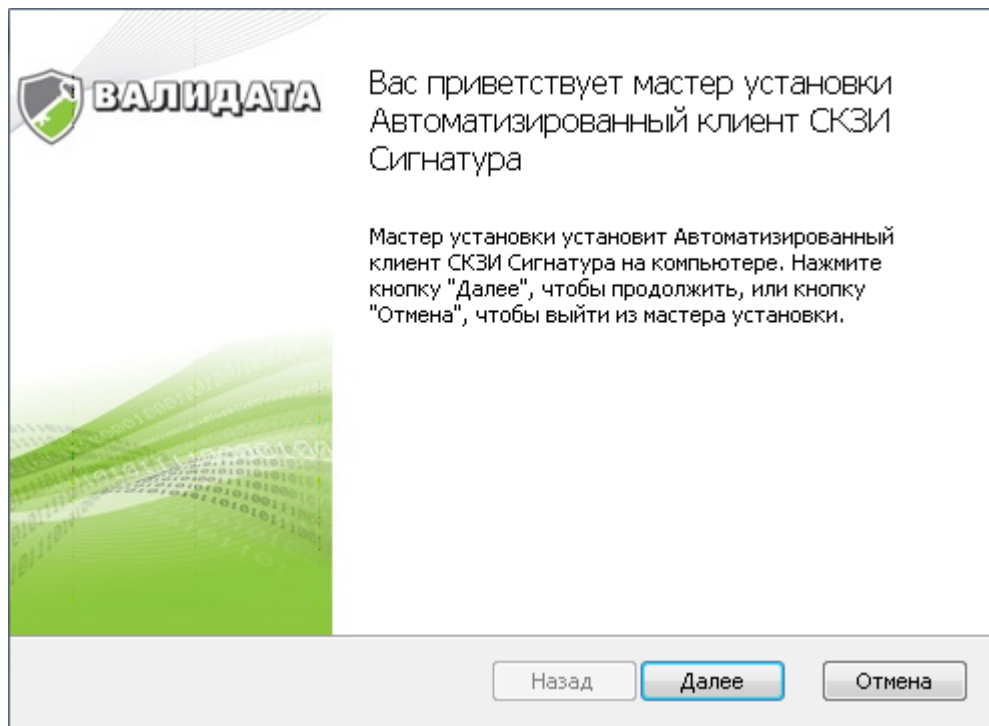 ВАЛИДАТА
Вас приветствует мастер установки
Автоматизированный клиент СКЗИ
Сигнатура
Мастер установки установит Автоматизированный
клиент СКЗИ Сигнатура на компьютере. Нажмите
кнопку "Далее", чтобы продолжить, или кнопку
"Отмена", чтобы выйти из мастера установки.
Назад
Далее
Отмена